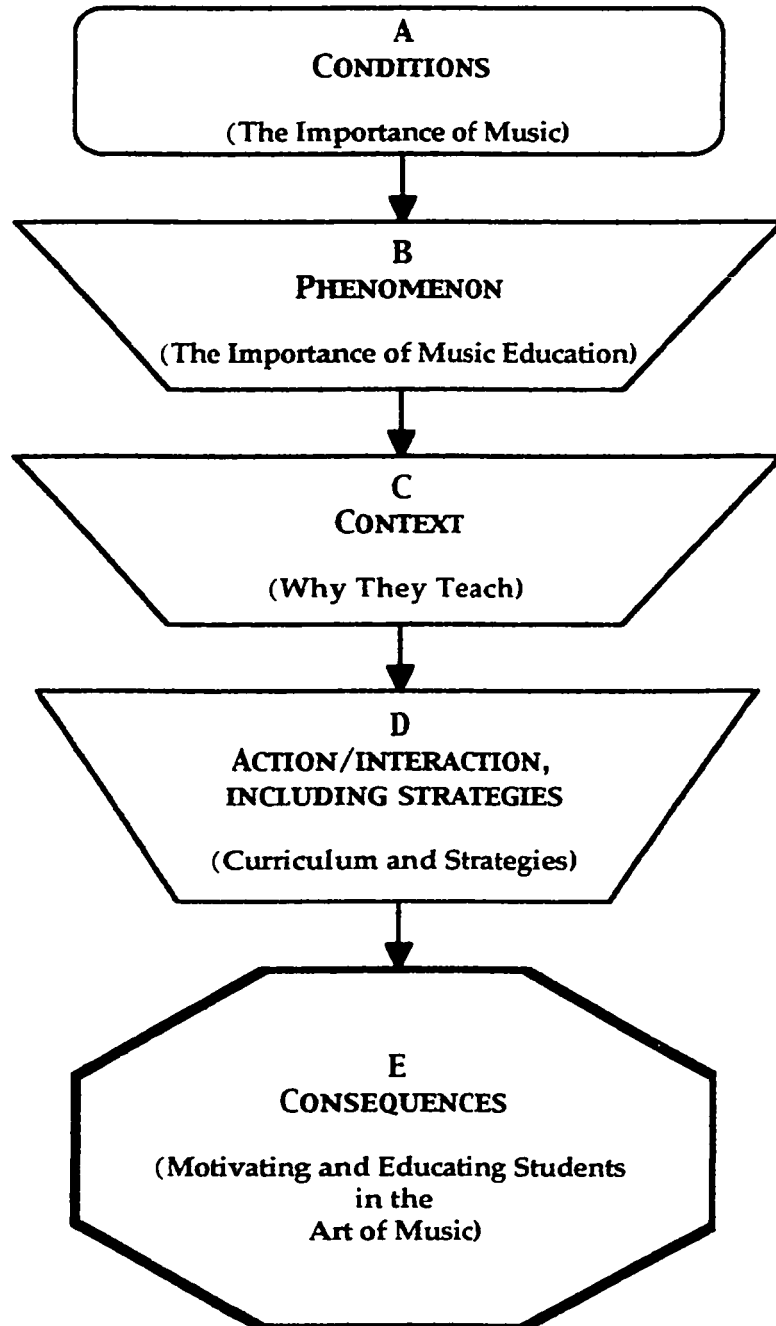 A
CONDITIONS
(The Importance of Music)
B
PHENOMENON
(The Importance of Music Education)
C
CONTEXT
(Why They Teach)
D
ACTION/INTERACTION,
INCLUDING STRATEGIES
(Curriculum and Strategies)
E
CONSEQUENCES
(Motivating and Educating Students
in the
Art of Music)